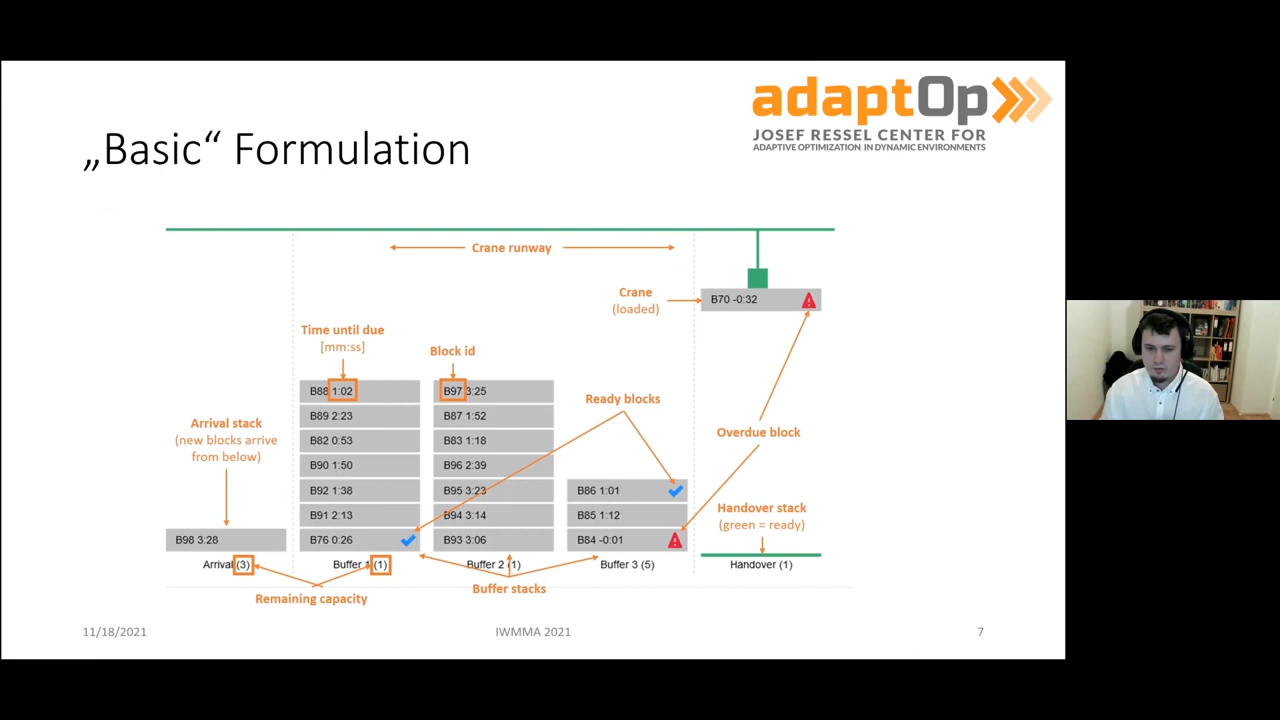 adaptOp
JOSEF RESSEL CENTER FOR
ADAPTIVE OPTIMIZATION IN DYNAMIC ENVIRONMENTS
„Basic“ Formulation
Crane runway
Crane
(loaded)
B70 -0:32
Time until due
[mm:ss]
Block id
B88 1:02
B97 3:25
Ready blocks
B89 2:23
B87 1:52
Arrival stack
(new blocks arrive
from below)
Overdue block
B82 0:53
B83 1:18
B90 1:50
B96 2:39
B92 1:38
B95 3:23
B86 1:01
Handover stack
(green = ready)
B91 2:13
B94 3:14
B85 1:12
B98 3:28
B76 0:26
B93 3:06
B84 -0:01
Arrival (3)
Buffer 1 (1)
Buffer 2 (1)
Buffer 3 (5)
Handover (1)
Remaining capacity
Buffer stacks
11/18/2021
IWMMA 2021
7